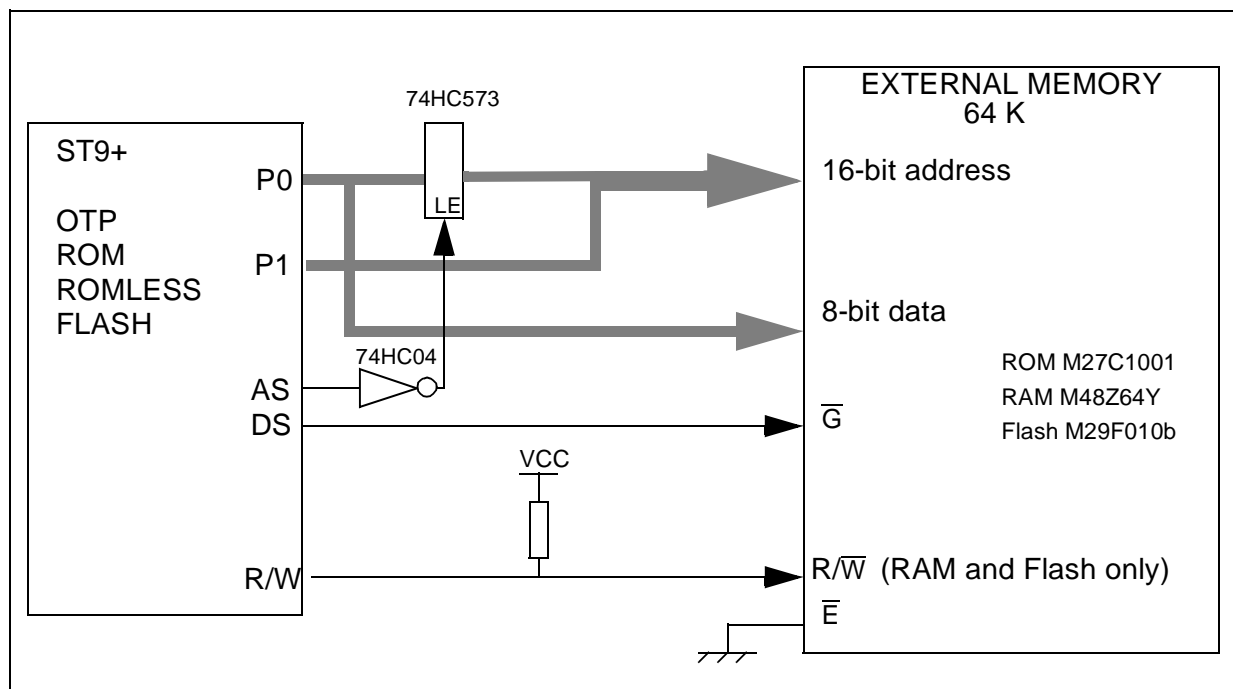 74HC573
LE
ST9+
OTP
ROM
ROMLESS
FLASH
P0
P1
AS
DS
R/W
74HC04
VCC
EXTERNAL MEMORY
64 K
16-bit address
8-bit data
ROM M27C1001
RAM M48Z64Y
Flash M29F010b
G̅
R/W̅ (RAM and Flash only)
E̅